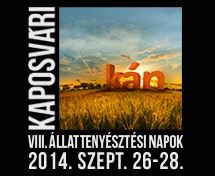 KAPOSVÁRI
kán
VIII. ÁLLATTENYÉSZTÉSI NAPOK
2014. SZEPT. 26-28.